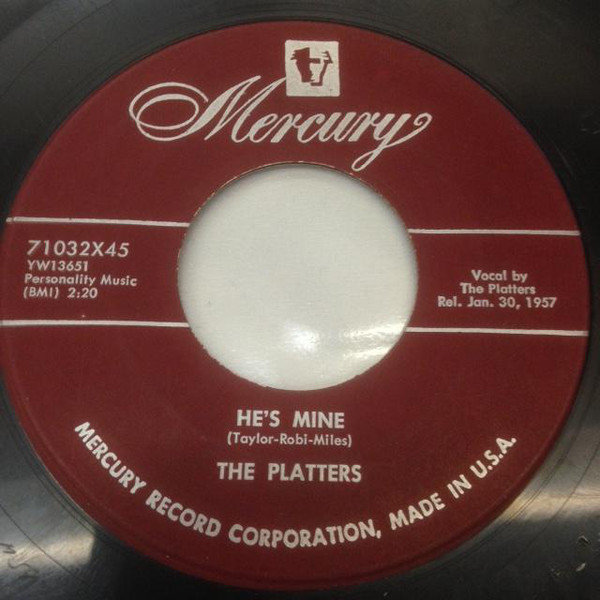 Mercury
71032X45
YW13651
Personality Music
(BMI) 2:20
Vocal by
The Platters
Rel. Jan. 30, 1957
HE'S MINE
(Taylor-Robi-Miles)
THE PLATTERS
MERCURY RECORD CORPORATION, MADE IN U.S.A.